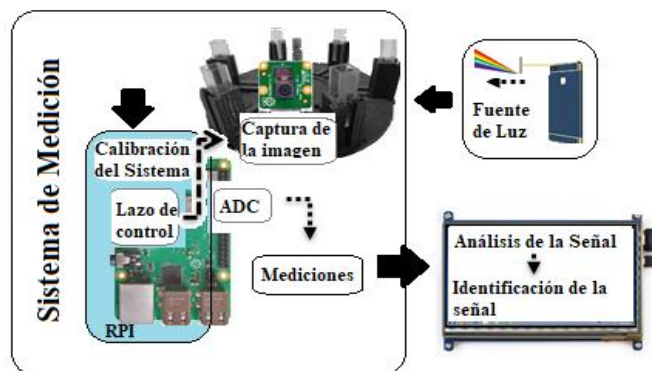 Sistema de Medición
Captura de
la imagen
Fuente
de Luz
Calibración
del Sistema
Lazo de
control
ADC
Mediciones
RPI
Análisis de la Señal
Identificación de la
señal